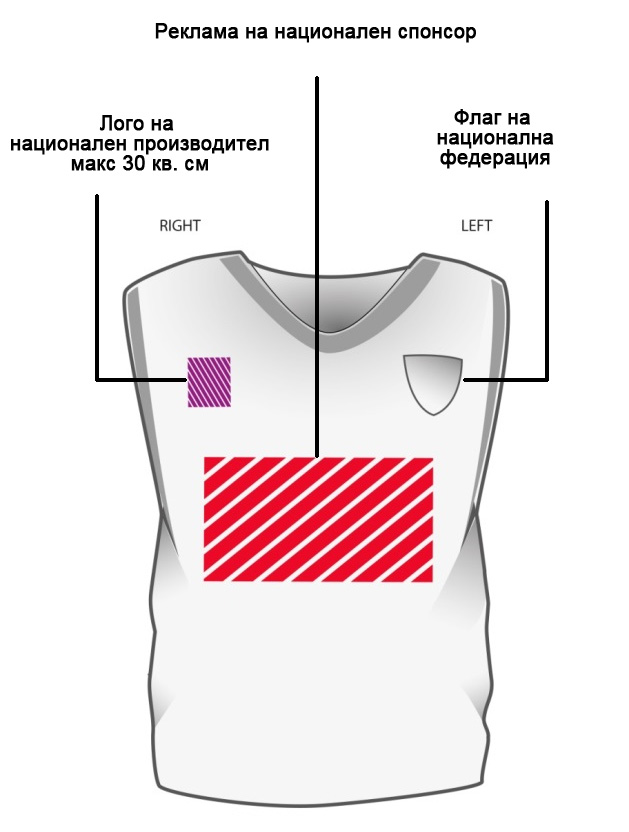 Реклама на национален спонсор
Лого на
национален производител
макс 30 кв. см
Флаг на
национална
федерация
RIGHT
LEFT